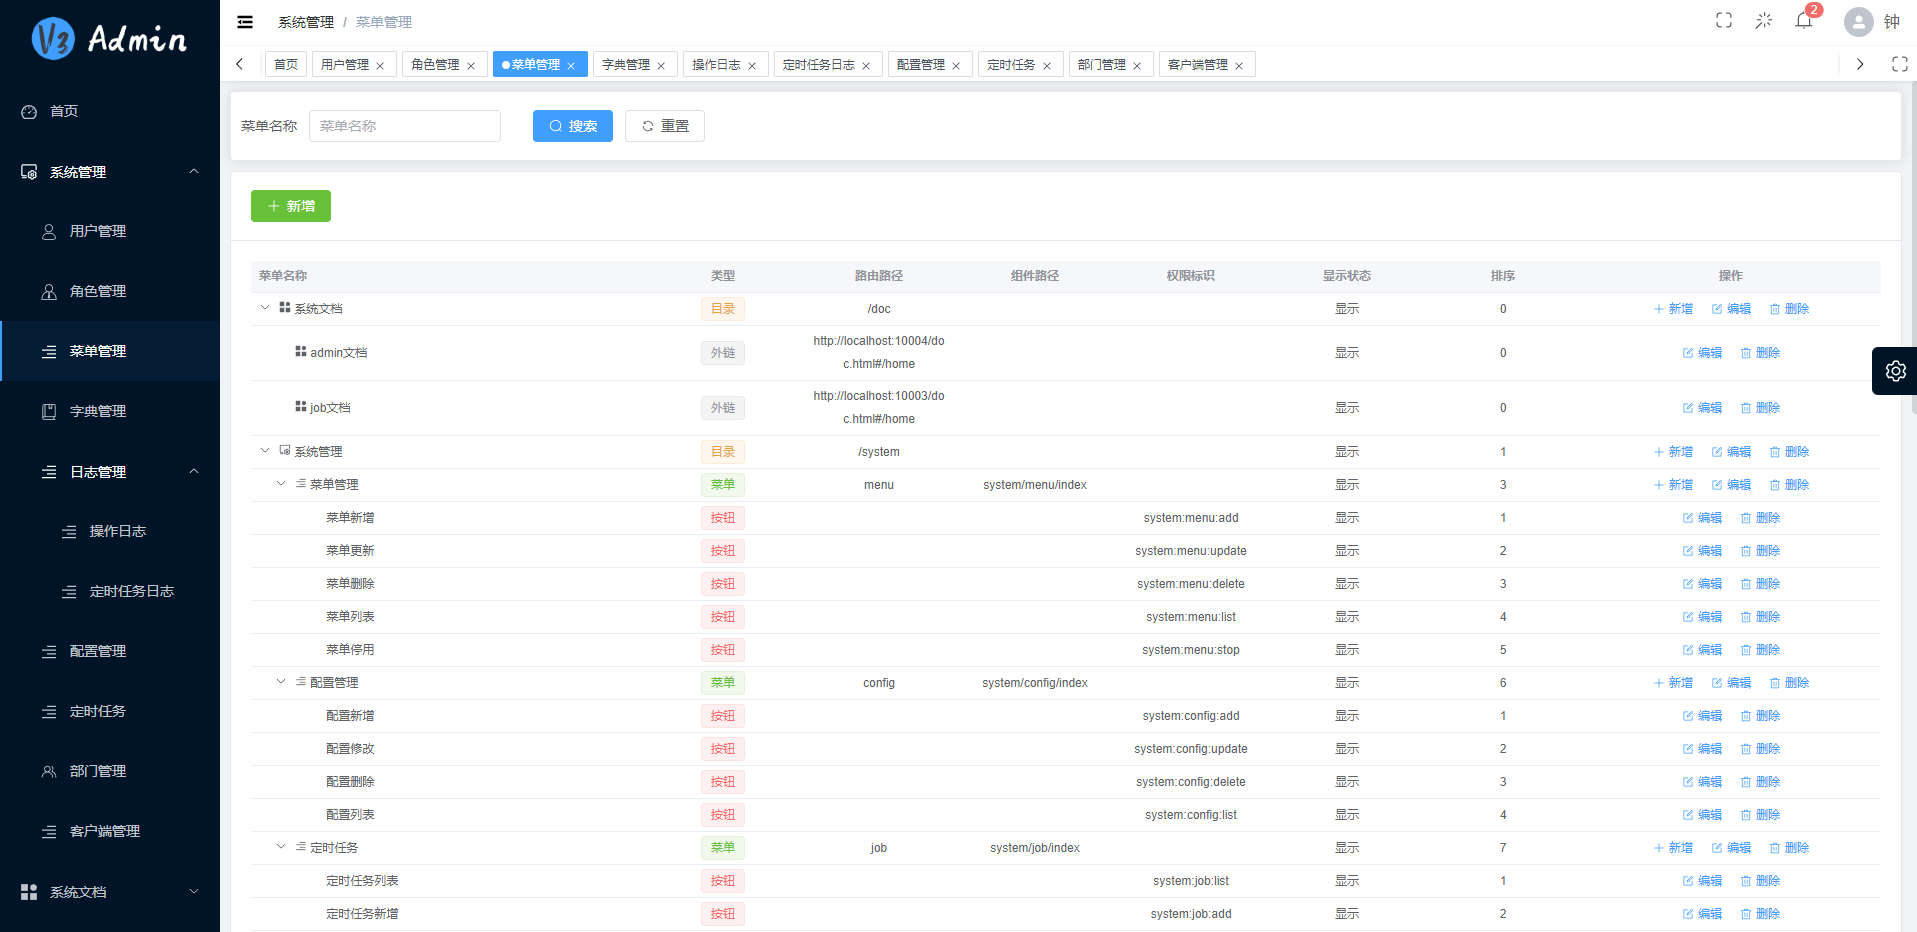 V3 Admin
首页
系统管理
用户管理
角色管理
菜单管理
字典管理
日志管理
操作日志
定时任务日志
配置管理
定时任务
部门管理
客户端管理
系统文档
系统管理 / 菜单管理
2
钟
首页 用户管理 角色管理 菜单管理 字典管理 操作日志 定时任务日志 配置管理 定时任务 部门管理 客户端管理
菜单名称 菜单名称 搜索 重置
新增
菜单名称 类型 路由路径 组件路径 权限标识 显示状态 排序 操作
系统文档 目录 /doc 显示 0 新增 编辑 删除
admin文档 外链 http://localhost:10004/do 显示 0 编辑 删除
c.html#/home
job文档 外链 http://localhost:10003/do 显示 0 编辑 删除
c.html#/home
系统管理 目录 /system 显示 1 新增 编辑 删除
菜单管理 菜单 menu system/menu/index 显示 3 新增 编辑 删除
菜单新增 按钮 system:menu:add 显示 1 编辑 删除
菜单更新 按钮 system:menu:update 显示 2 编辑 删除
菜单删除 按钮 system:menu:delete 显示 3 编辑 删除
菜单列表 按钮 system:menu:list 显示 4 编辑 删除
菜单停用 按钮 system:menu:stop 显示 5 编辑 删除
配置管理 菜单 config system/config/index 显示 6 新增 编辑 删除
配置新增 按钮 system:config:add 显示 1 编辑 删除
配置修改 按钮 system:config:update 显示 2 编辑 删除
配置删除 按钮 system:config:delete 显示 3 编辑 删除
配置列表 按钮 system:config:list 显示 4 编辑 删除
定时任务 菜单 job system/job/index 显示 7 新增 编辑 删除
定时任务列表 按钮 system:job:list 显示 1 编辑 删除
定时任务新增 按钮 system:job:add 显示 2 编辑 删除